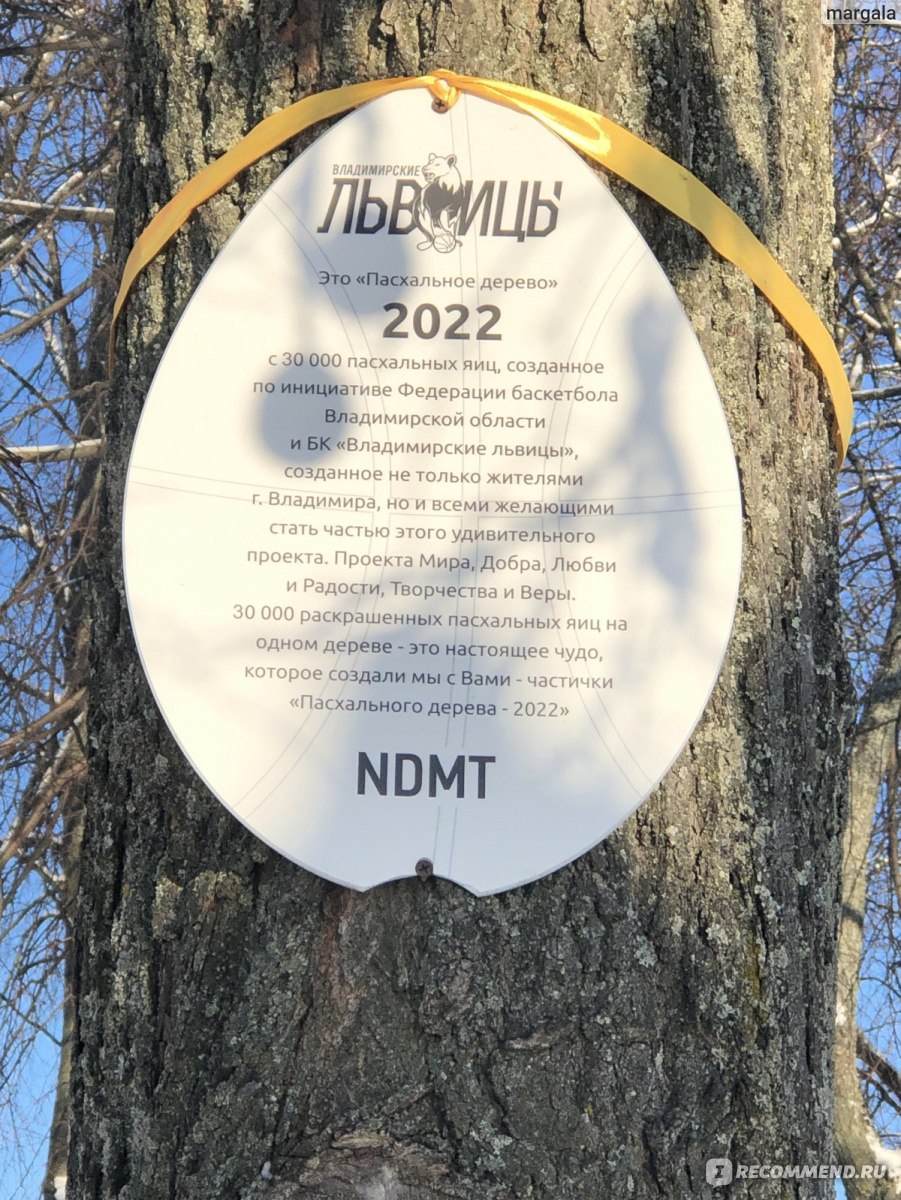 margala
ВЛАДИМИРСКИЕ
ЛЬВИЦЫ
Это «Пасхальное дерево»
2022
с 30 000 пасхальных яиц, созданное
по инициативе Федерации баскетбола
Владимирской области
и БК «Владимирские львицы»,
созданное не только жителями
г. Владимира, но и всеми желающими
стать частью этого удивительного
проекта. Проекта Мира, Добра, Любви
и Радости, Творчества и Веры.
30 000 раскрашенных пасхальных яиц на
одном дереве - это настоящее чудо,
которое создали мы с Вами - частички
«Пасхального дерева - 2022»
NDMT
RECOMMEND.RU